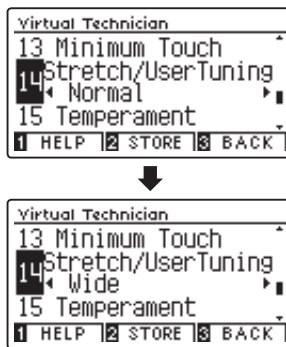 Virtual Technician
13 Minimum Touch
14 Stretch/UserTuning
Normal
15 Temperament
1 HELP 2 STORE 3 BACK
Virtual Technician
13 Minimum Touch
14 Stretch/UserTuning
Wide
15 Temperament
1 HELP 2 STORE 3 BACK